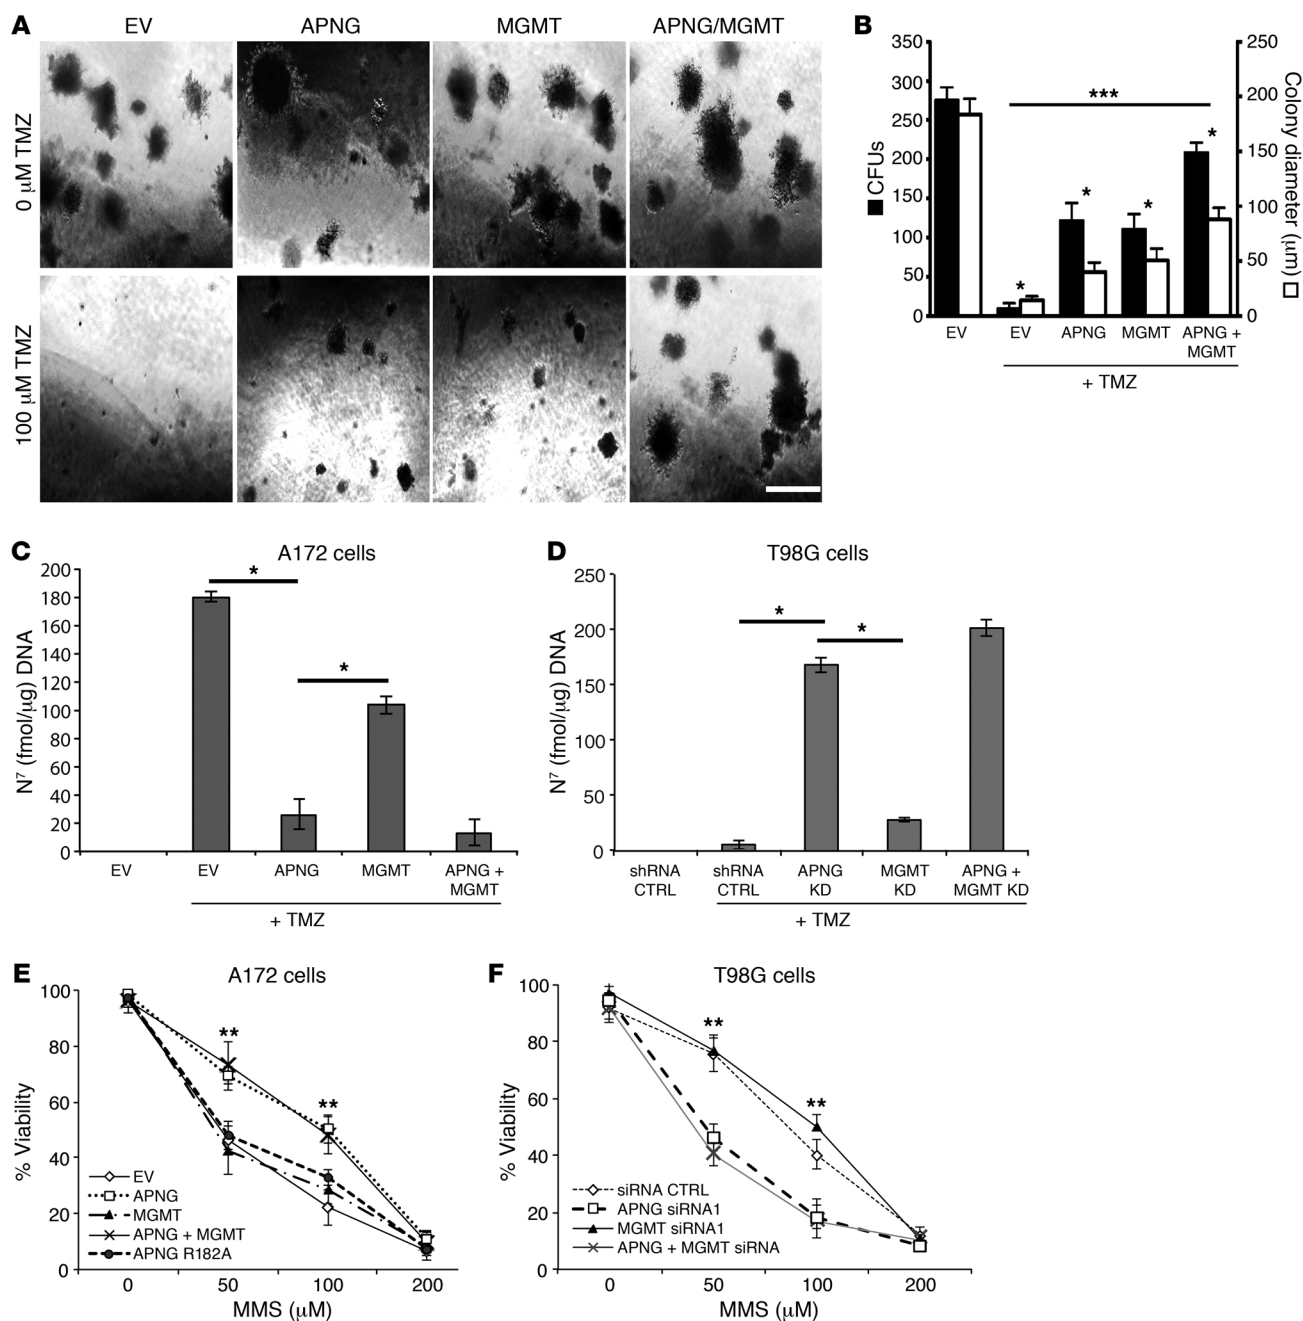 A
EV
APNG
MGMT
APNG/MGMT
0 µM TMZ
100 µM TMZ
B
350
300
250
200
150
100
50
0
CFUs
250
200
150
100
50
0
Colony diameter (µm)
***
*
*
*
*
EV
EV
APNG
MGMT
APNG +
MGMT
+ TMZ
C
A172 cells
N⁷ (fmol/µg) DNA
200
180
160
140
120
100
80
60
40
20
0
*
*
EV
EV
APNG
MGMT
APNG +
MGMT
+ TMZ
D
T98G cells
N⁷ (fmol/µg) DNA
250
200
150
100
50
0
*
*
shRNA
CTRL
shRNA
CTRL
APNG
KD
MGMT
KD
APNG +
MGMT KD
+ TMZ
E
A172 cells
% Viability
100
80
60
40
20
0
**
**
EV
APNG
MGMT
APNG + MGMT
APNG R182A
0
50
100
200
MMS (µM)
F
T98G cells
% Viability
100
80
60
40
20
0
**
**
siRNA CTRL
APNG siRNA1
MGMT siRNA1
APNG + MGMT siRNA
0
50
100
200
MMS (µM)